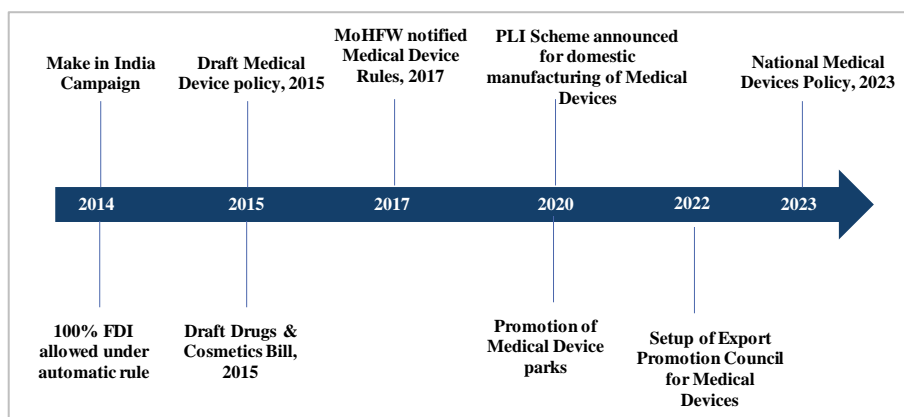 Make in India
Campaign
Draft Medical
Device policy, 2015
MoHFW notified
Medical Device
Rules, 2017
PLI Scheme announced
for domestic
manufacturing of Medical
Devices
National Medical
Devices Policy, 2023
2014
2015
2017
2020
2022
2023
100% FDI
allowed under
automatic rule
Draft Drugs &
Cosmetics Bill,
2015
Promotion of
Medical Device
parks
Setup of Export
Promotion Council
for Medical
Devices